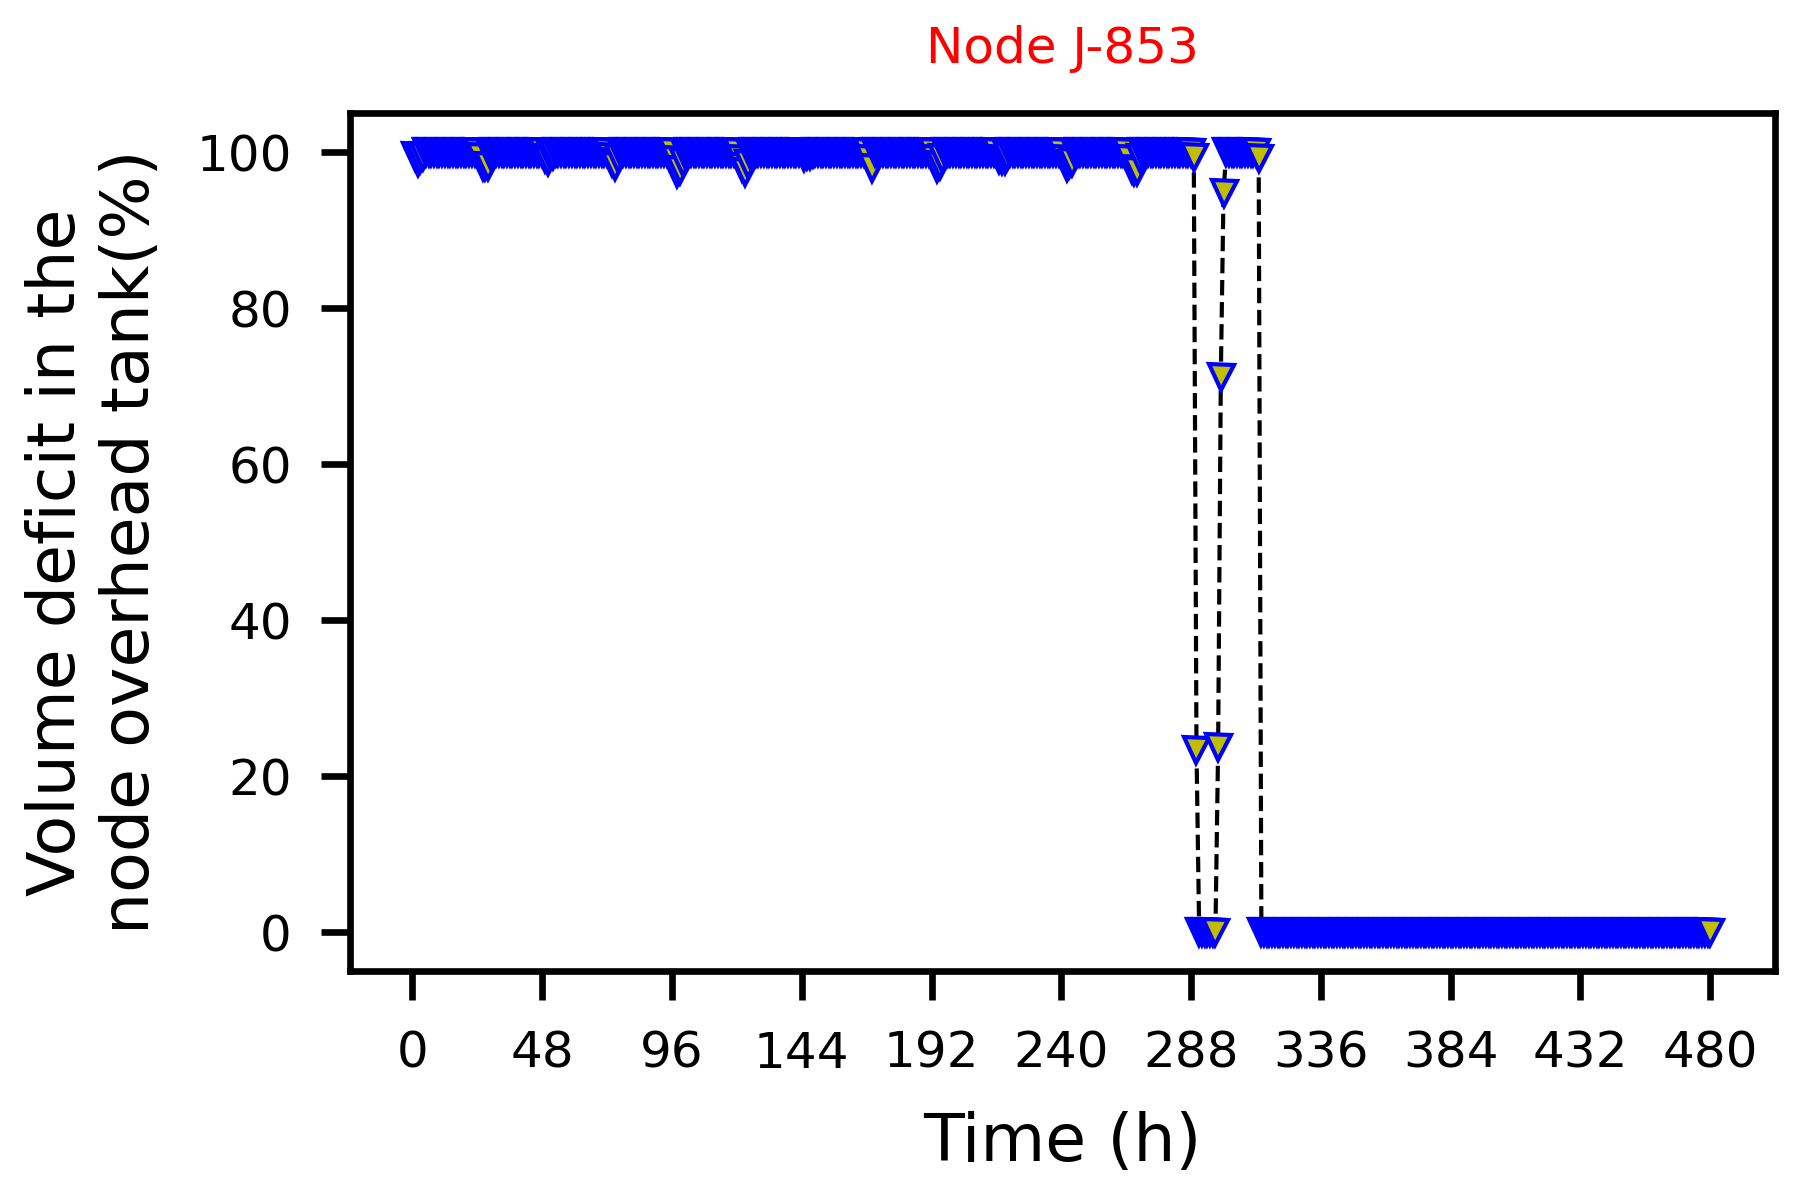 Node J-853
Volume deficit in the
node overhead tank(%)
100
80
60
40
20
0
0 48 96 144 192 240 288 336 384 432 480
Time (h)